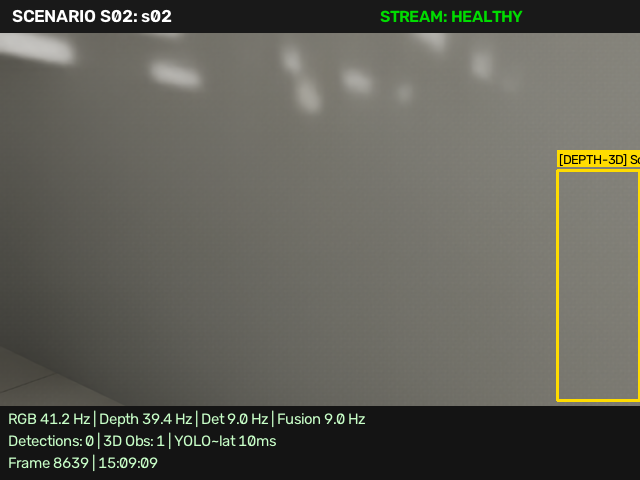 SCENARIO S02: s02
STREAM: HEALTHY
[DEPTH-3D]
RGB 41.2 Hz | Depth 39.4 Hz | Det 9.0 Hz | Fusion 9.0 Hz
Detections: 0 | 3D Obs: 1 | YOLO~lat 10ms
Frame 8639 | 15:09:09